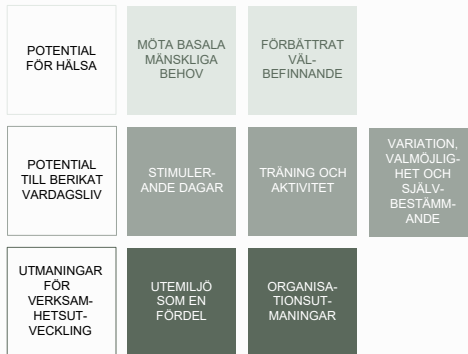 POTENTIAL
FÖR HÄLSA
MÖTA BASALA
MÄNSKLIGA
BEHOV
FÖRBÄTTRAT
VÄL-
BEFINNANDE
POTENTIAL
TILL BERIKAT
VARDAGSLIV
STIMULER-
ANDE DAGAR
TRÄNING OCH
AKTIVITET
VARIATION,
VALMÖJLIG-
HET OCH
SJÄLV-
BESTÄMM-
ANDE
UTMANINGAR
FÖR
VERKSAM-
HETSUT-
VECKLING
UTEMILJÖ
SOM EN
FÖRDEL
ORGANISA-
TIONSUT-
MANINGAR